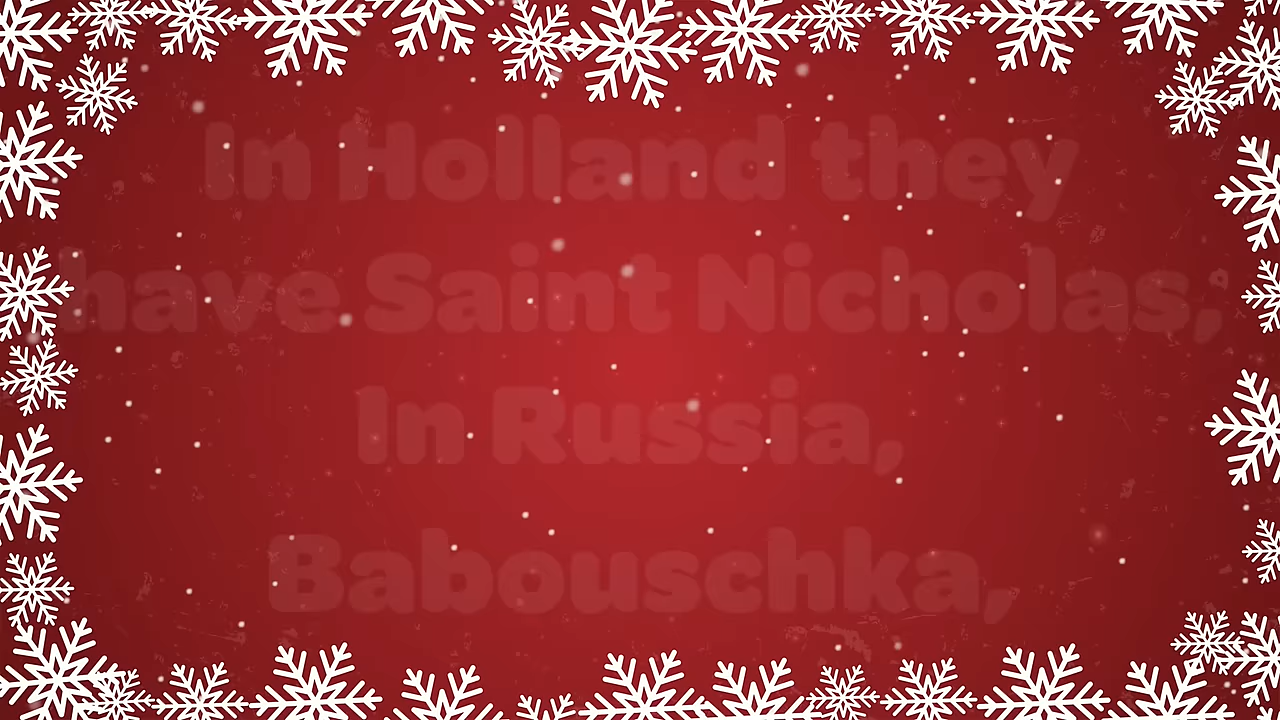 In Holland they
have Saint Nicholas,
In Russia,
Babouschka,